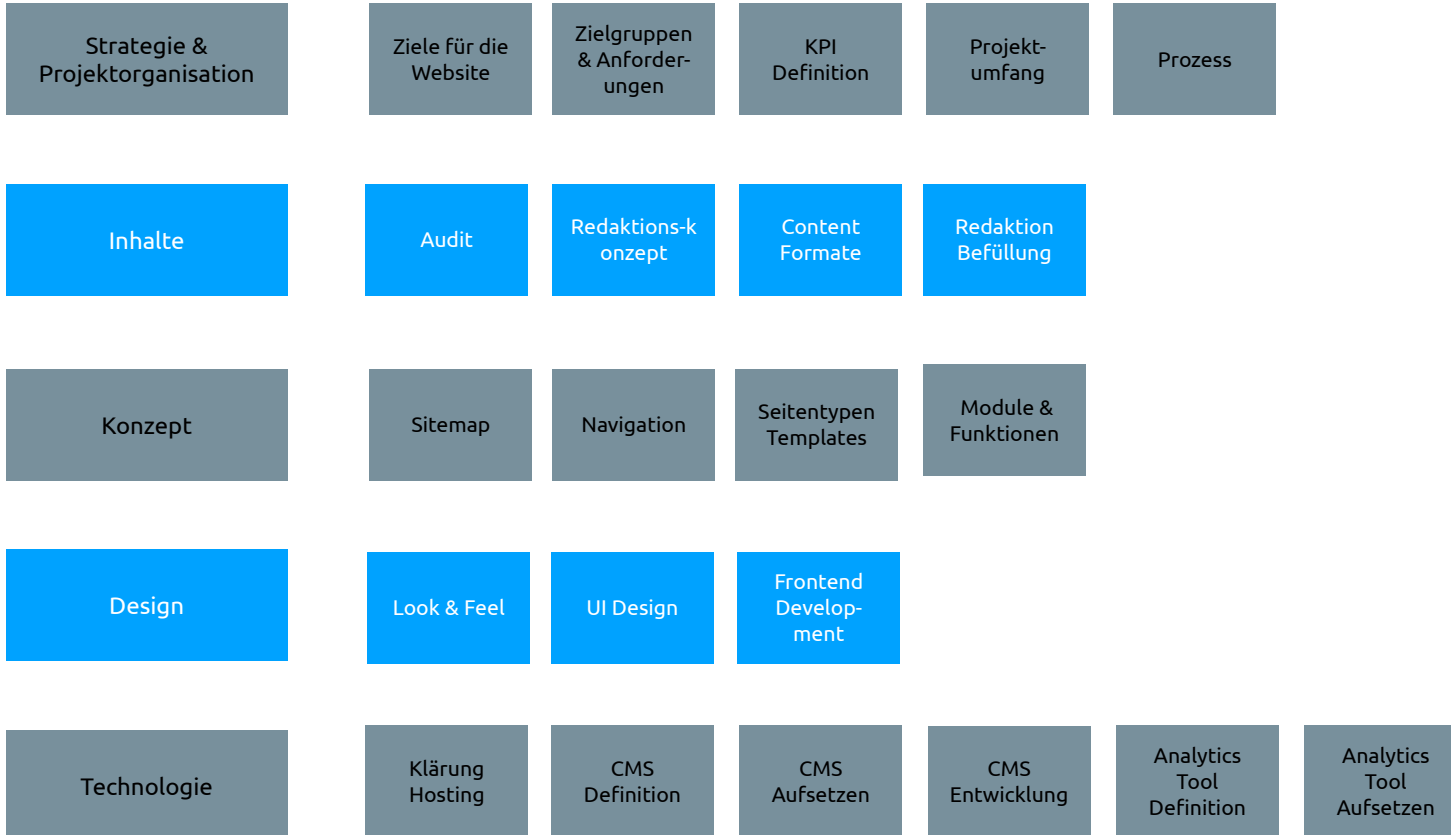 Strategie &
Projektorganisation
Ziele für die
Website
Zielgruppen
& Anforder-
ungen
KPI
Definition
Projekt-
umfang
Prozess
Inhalte
Audit
Redaktions-k
onzept
Content
Formate
Redaktion
Befüllung
Konzept
Sitemap
Navigation
Seitentypen
Templates
Module &
Funktionen
Design
Look & Feel
UI Design
Frontend
Develop-
ment
Technologie
Klärung
Hosting
CMS
Definition
CMS
Aufsetzen
CMS
Entwicklung
Analytics
Tool
Definition
Analytics
Tool
Aufsetzen